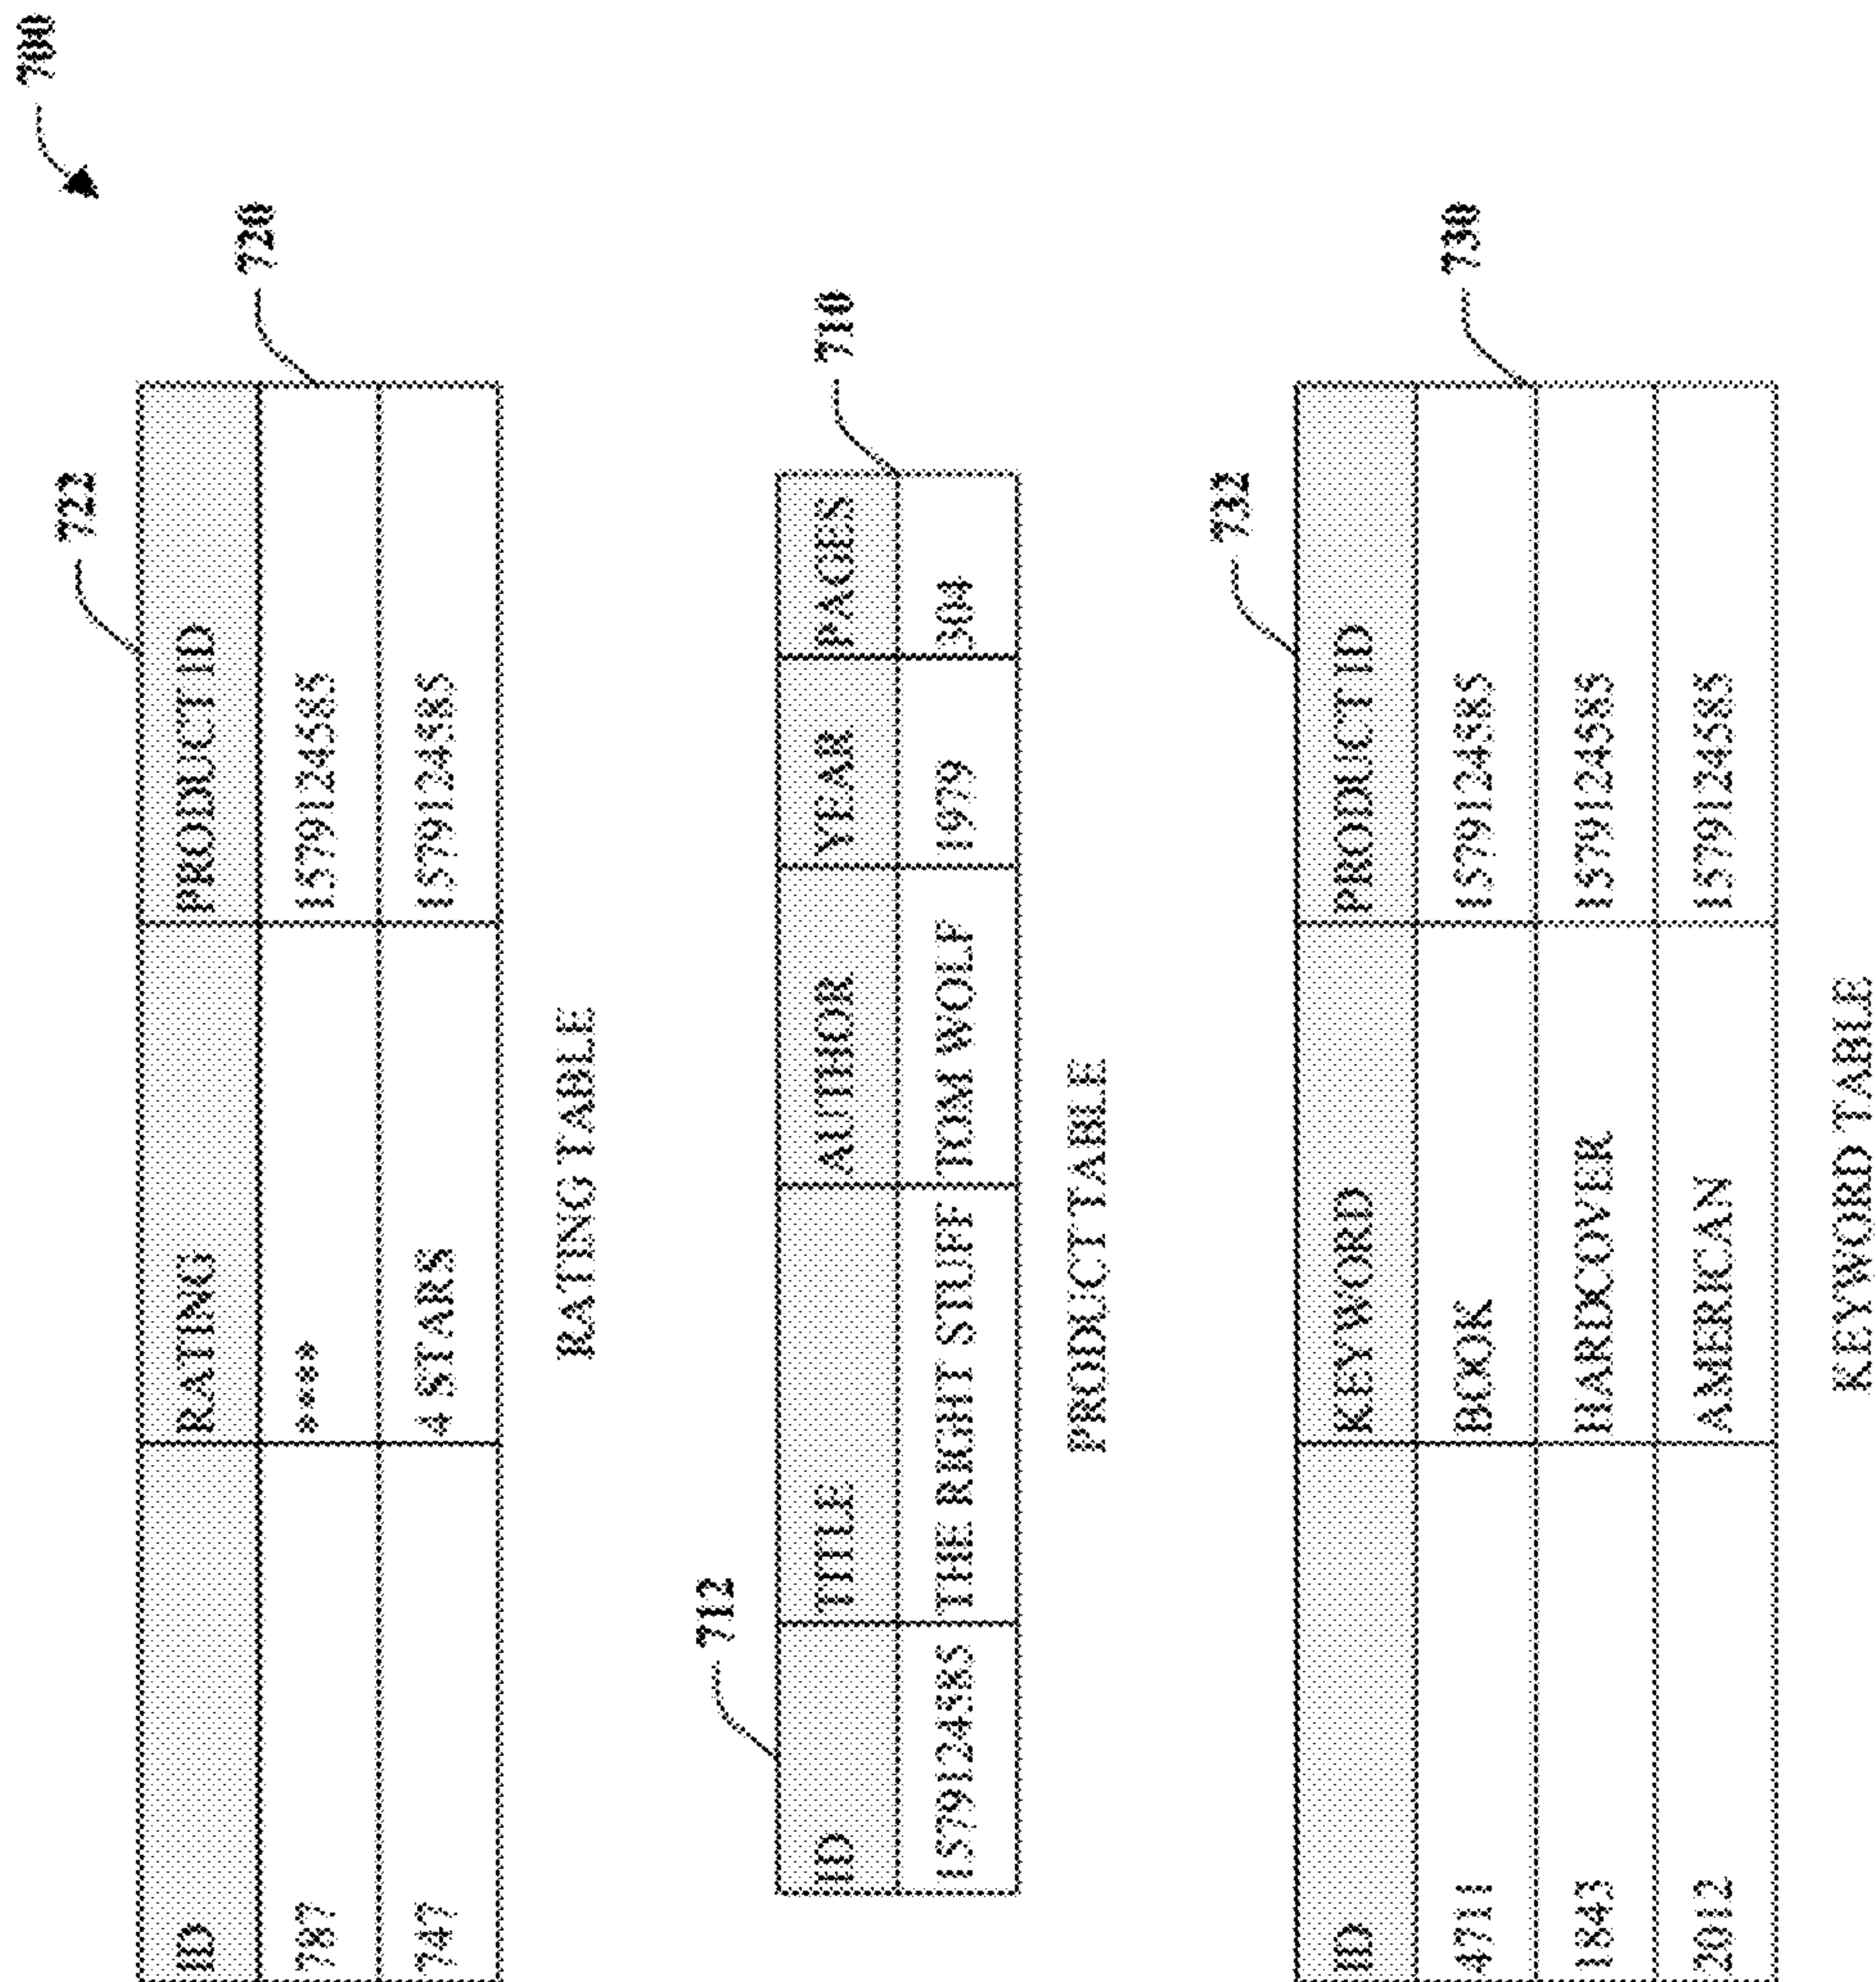 700
722
720
ID RATING PRODUCT ID
787 **** 1579124585
747 4 STARS 1579124585
RATING TABLE
712
710
ID TITLE AUTHOR YEAR PAGES
1579124585 THE RIGHT STUFF TOM WOLF 1979 304
PRODUCT TABLE
732
730
ID KEYWORD PRODUCT ID
4711 BOOK 1579124585
1843 HARDCOVER 1579124585
2012 AMERICAN 1579124585
KEYWORD TABLE